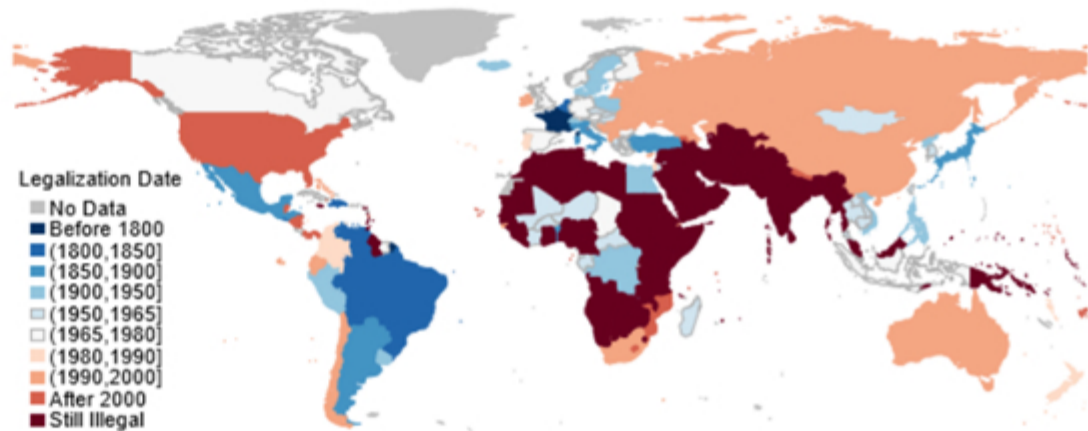 Legalization Date
No Data
Before 1800
(1800,1850]
(1850,1900]
(1900,1950]
(1950,1965]
(1965,1980]
(1980,1990]
(1990,2000]
After 2000
Still Illegal